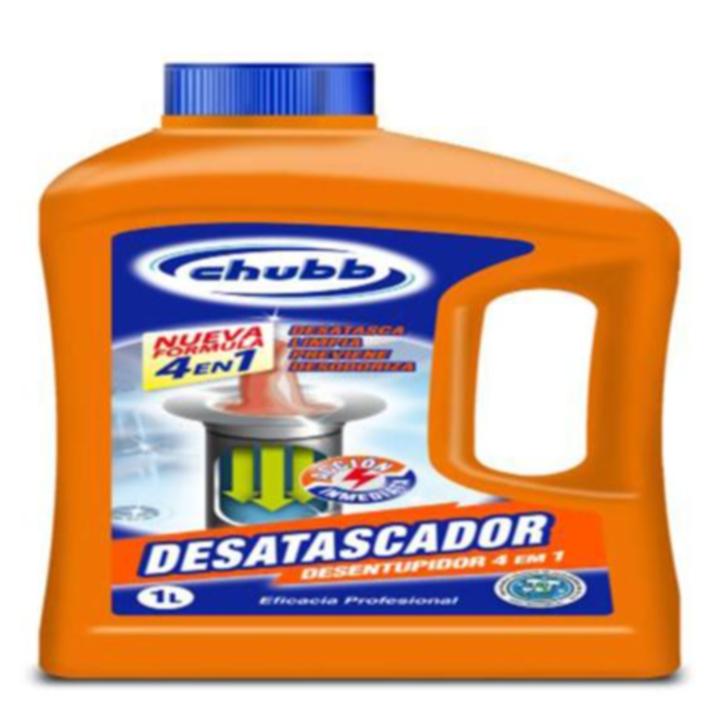 chubb
NUEVA
FORMULA
4 EN 1
DESATASCA
LIMPIA
PREVIENE
DESODORIZA
ACCIÓN
INMEDIATA
DESATASCADOR
DESENTUPIDOR 4 EM 1
1L
Eficacia Profesional